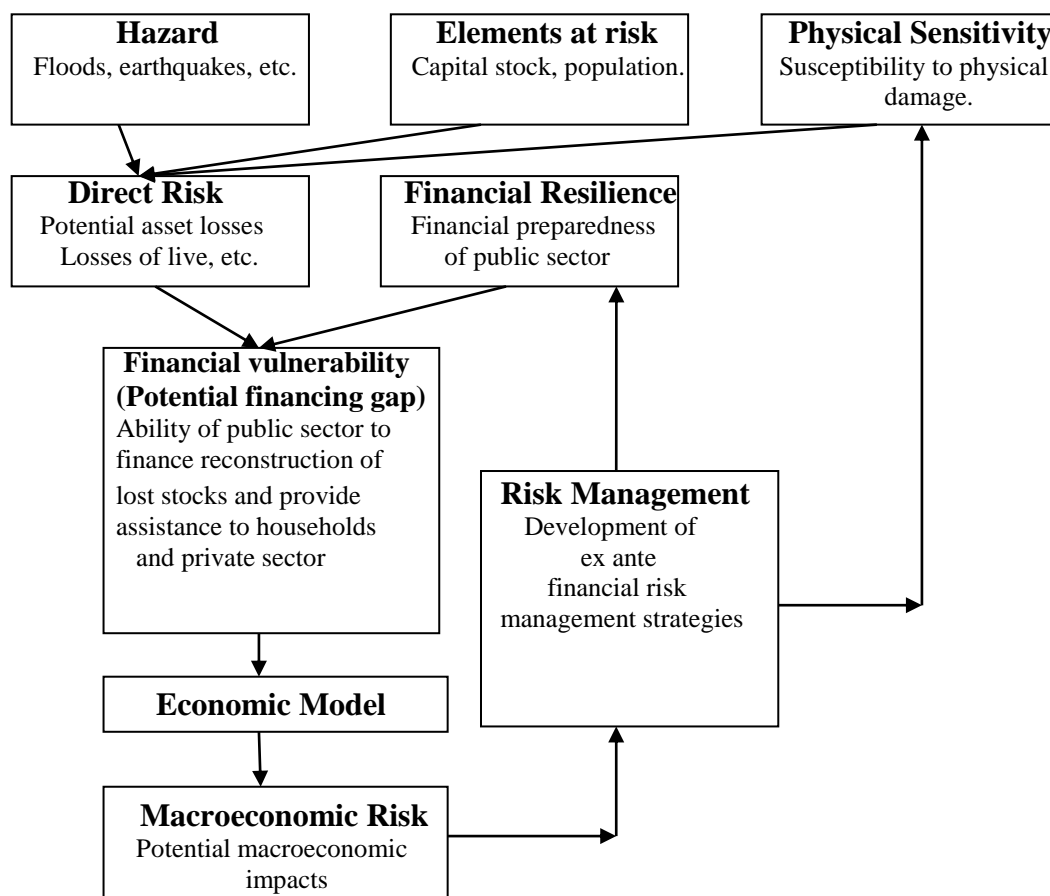 Hazard
Floods, earthquakes, etc.
Elements at risk
Capital stock, population.
Physical Sensitivity
Susceptibility to physical
damage.
Direct Risk
Potential asset losses
Losses of live, etc.
Financial Resilience
Financial preparedness
of public sector
Financial vulnerability
(Potential financing gap)
Ability of public sector to
finance reconstruction of
lost stocks and provide
assistance to households
and private sector
Risk Management
Development of
ex ante
financial risk
management strategies
Economic Model
Macroeconomic Risk
Potential macroeconomic
impacts